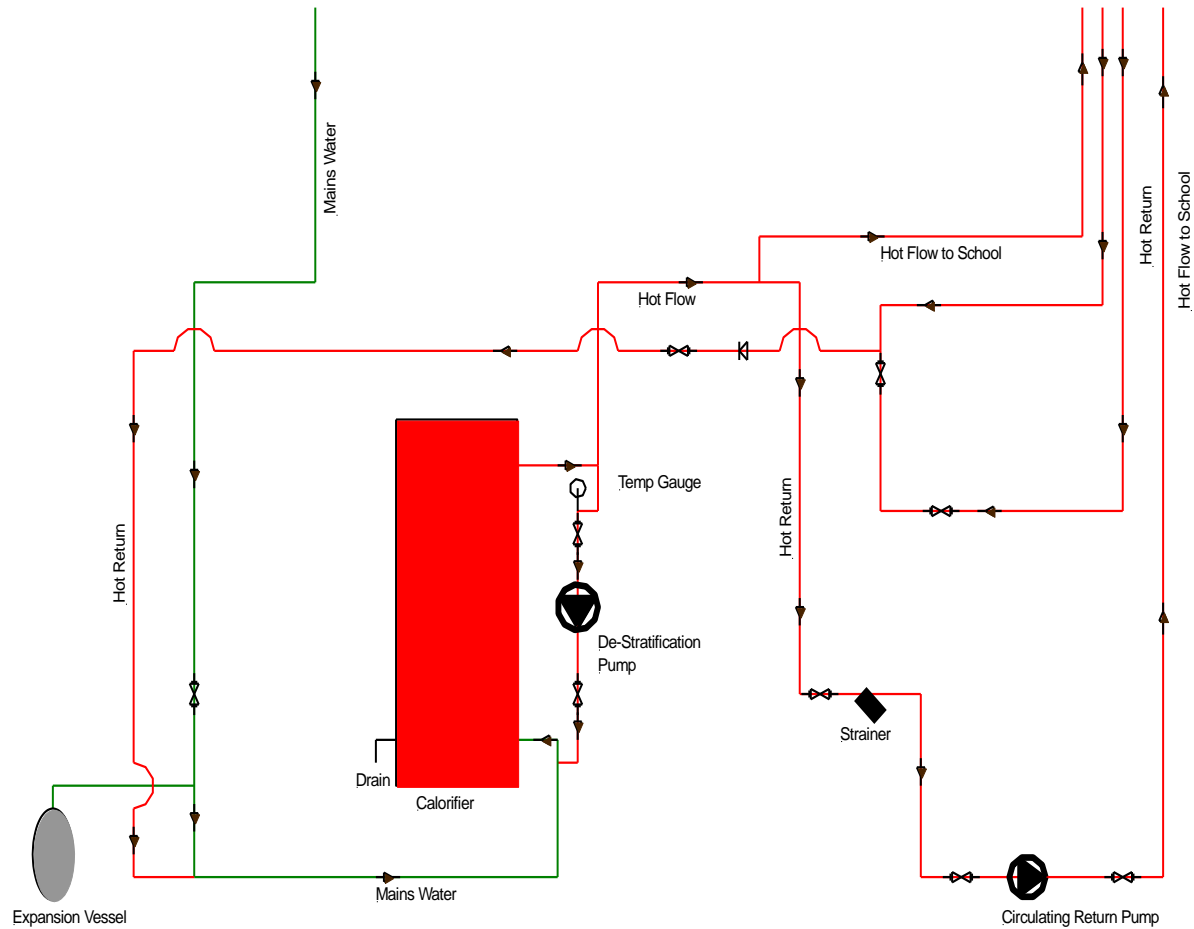 Mains Water
Hot Return
Hot Flow to School
Hot Flow to School
Hot Flow
Temp Gauge
Hot Return
Hot Return
De-Stratification
Pump
Strainer
Drain
Calorifier
Mains Water
Expansion Vessel
Circulating Return Pump